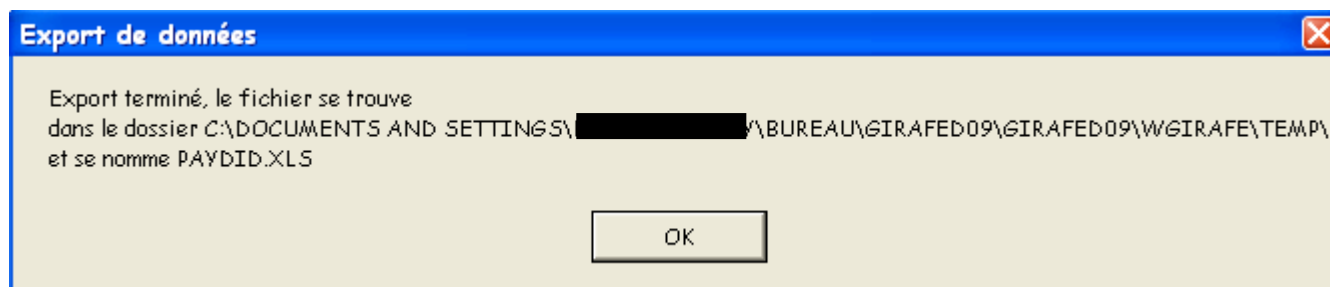 Export de données
Export terminé, le fichier se trouve
dans le dossier C:\DOCUMENTS AND SETTINGS\ \BUREAU\GIRAFED09\GIRAFED09\WGIRAFE\TEMP\
et se nomme PAYDID.XLS
OK